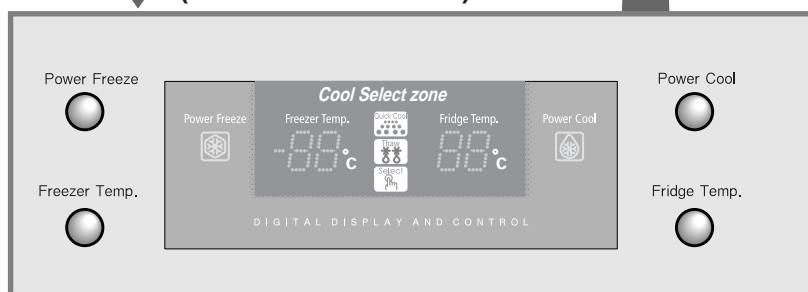 Power Freeze
Power Cool
Cool Select zone
Power Freeze
Freezer Temp.
Quick Cool
Fridge Temp.
Power Cool
-88°C
Thaw
88°C
Select
Freezer Temp.
Fridge Temp.
DIGITAL DISPLAY AND CONTROL